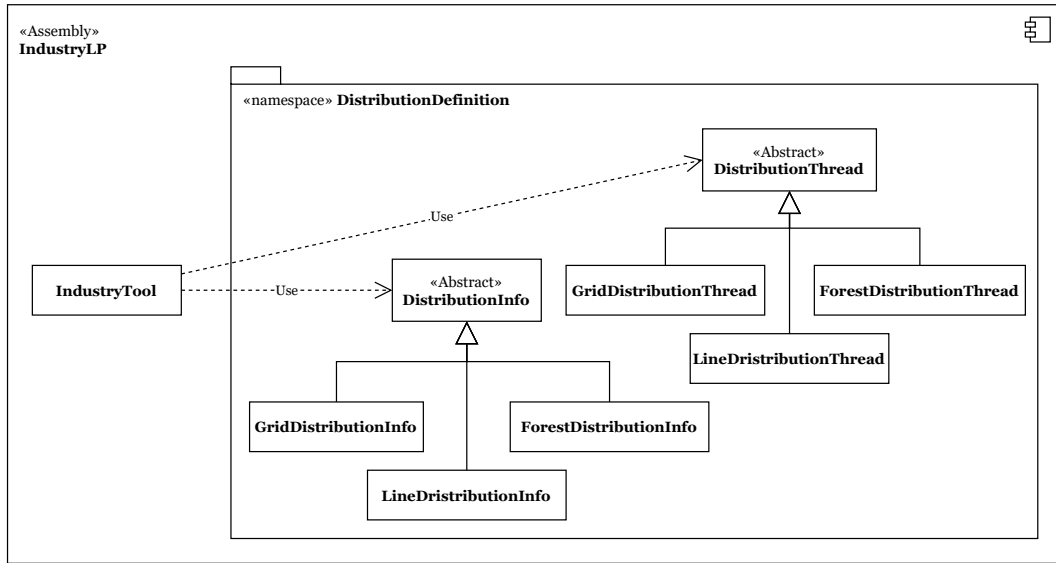 «Assembly»
IndustryLP
«namespace» DistributionDefinition
«Abstract»
DistributionThread
Use
GridDistributionThread
ForestDistributionThread
LineDristributionThread
IndustryTool
Use
«Abstract»
DistributionInfo
GridDistributionInfo
ForestDistributionInfo
LineDristributionInfo